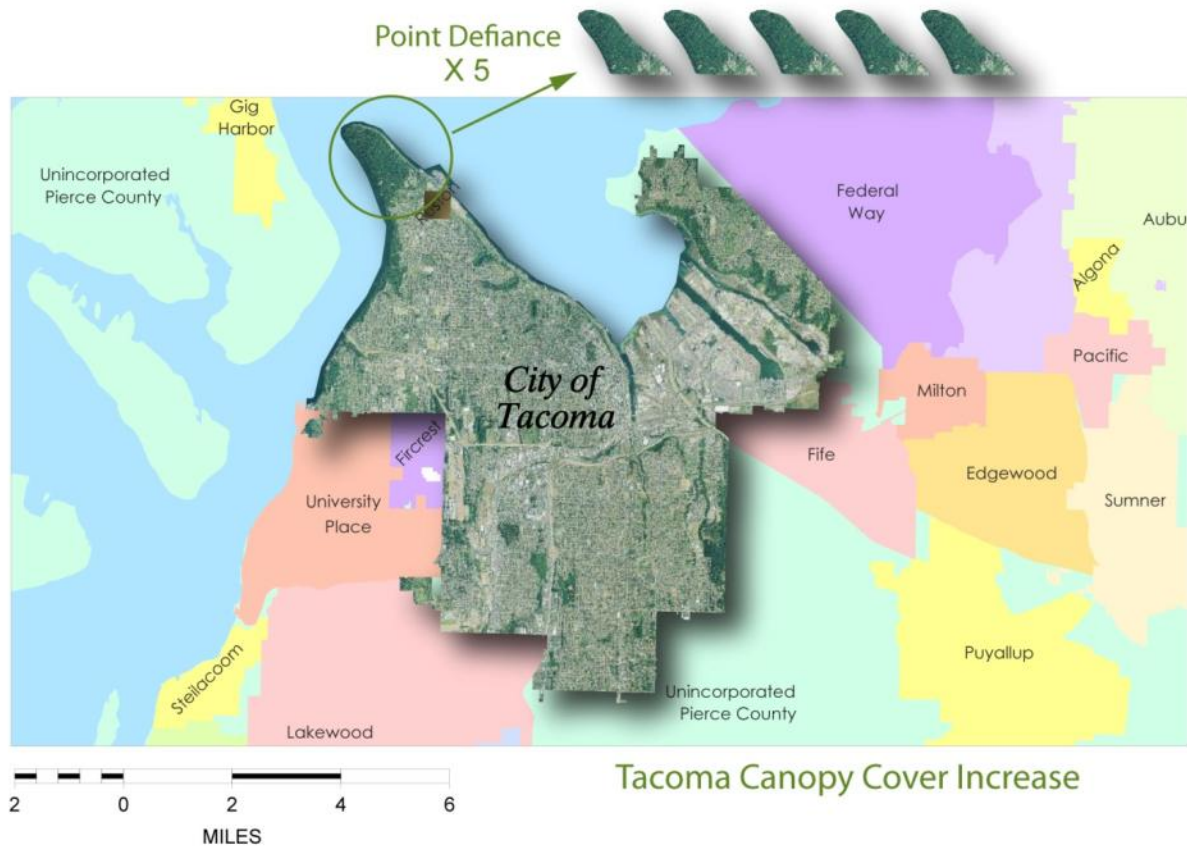 Point Defiance
X 5
Gig
Harbor
Unincorporated
Pierce County
Ruston
Federal
Way
Aubu
Algona
Pacific
Milton
City of
Tacoma
Fircrest
Fife
Edgewood
Sumner
University
Place
Steilacoom
Puyallup
Unincorporated
Pierce County
Lakewood
2 0 2 4 6
MILES
Tacoma Canopy Cover Increase